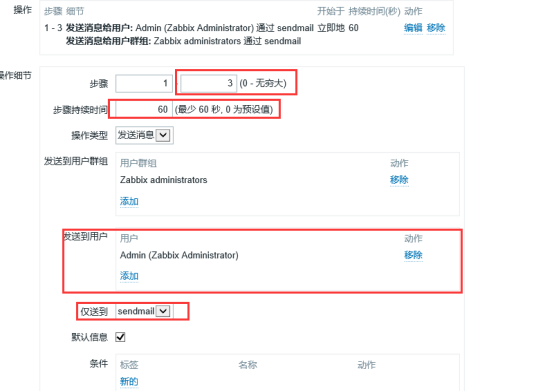 操作 步骤 细节 开始于 持续时间(秒) 动作
1 - 3 发送消息给用户: Admin (Zabbix Administrator) 通过 sendmail 立即地 60 编辑 移除
发送消息给用户群组: Zabbix administrators 通过 sendmail
操作细节
步骤 1 - 3 (0 - 无穷大)
步骤持续时间 60 (最少 60 秒, 0 为预设值)
操作类型 发送消息
发送到用户群组 用户群组 动作
Zabbix administrators 移除
添加
发送到用户 用户 动作
Admin (Zabbix Administrator) 移除
添加
仅送到 sendmail
默认信息
条件 标签 名称 动作
新的